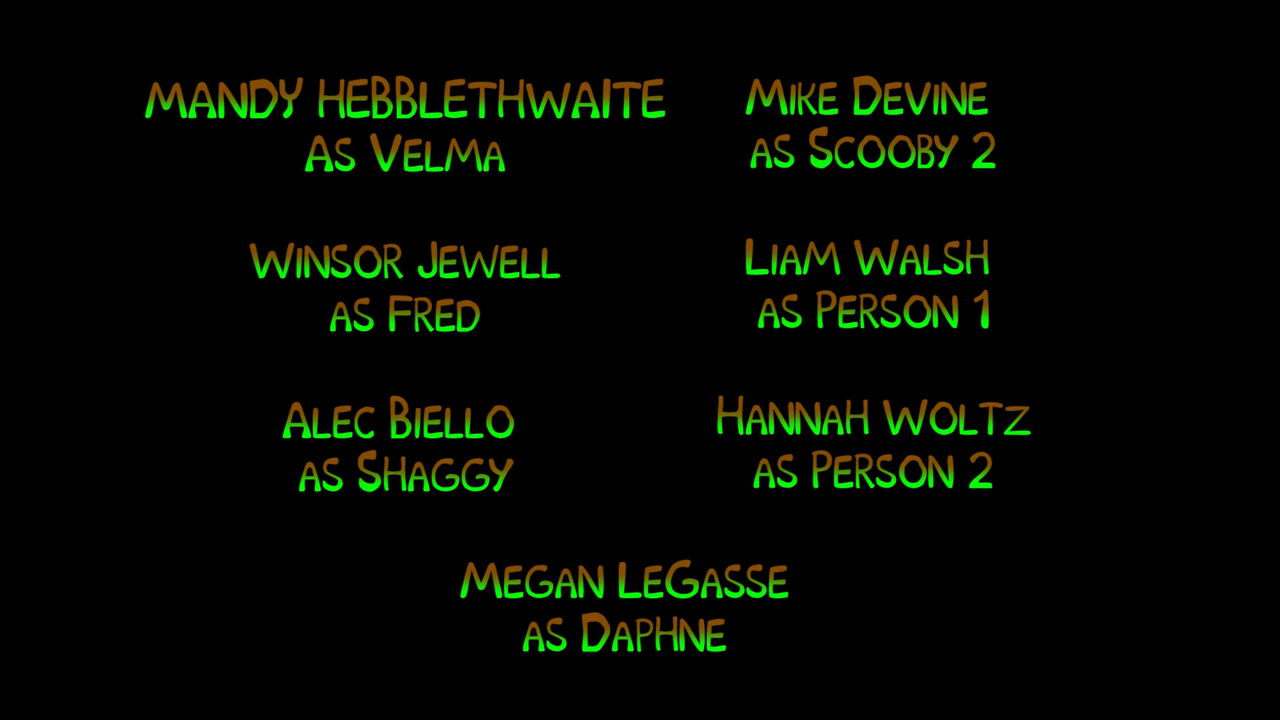 MANDY HEBBLETHWAITE
AS VELMA
WINSOR JEWELL
AS FRED
ALEC BIELLO
AS SHAGGY
MIKE DEVINE
AS SCOOBY 2
LIAM WALSH
AS PERSON 1
HANNAH WOLTZ
AS PERSON 2
MEGAN LEGASSE
AS DAPHNE